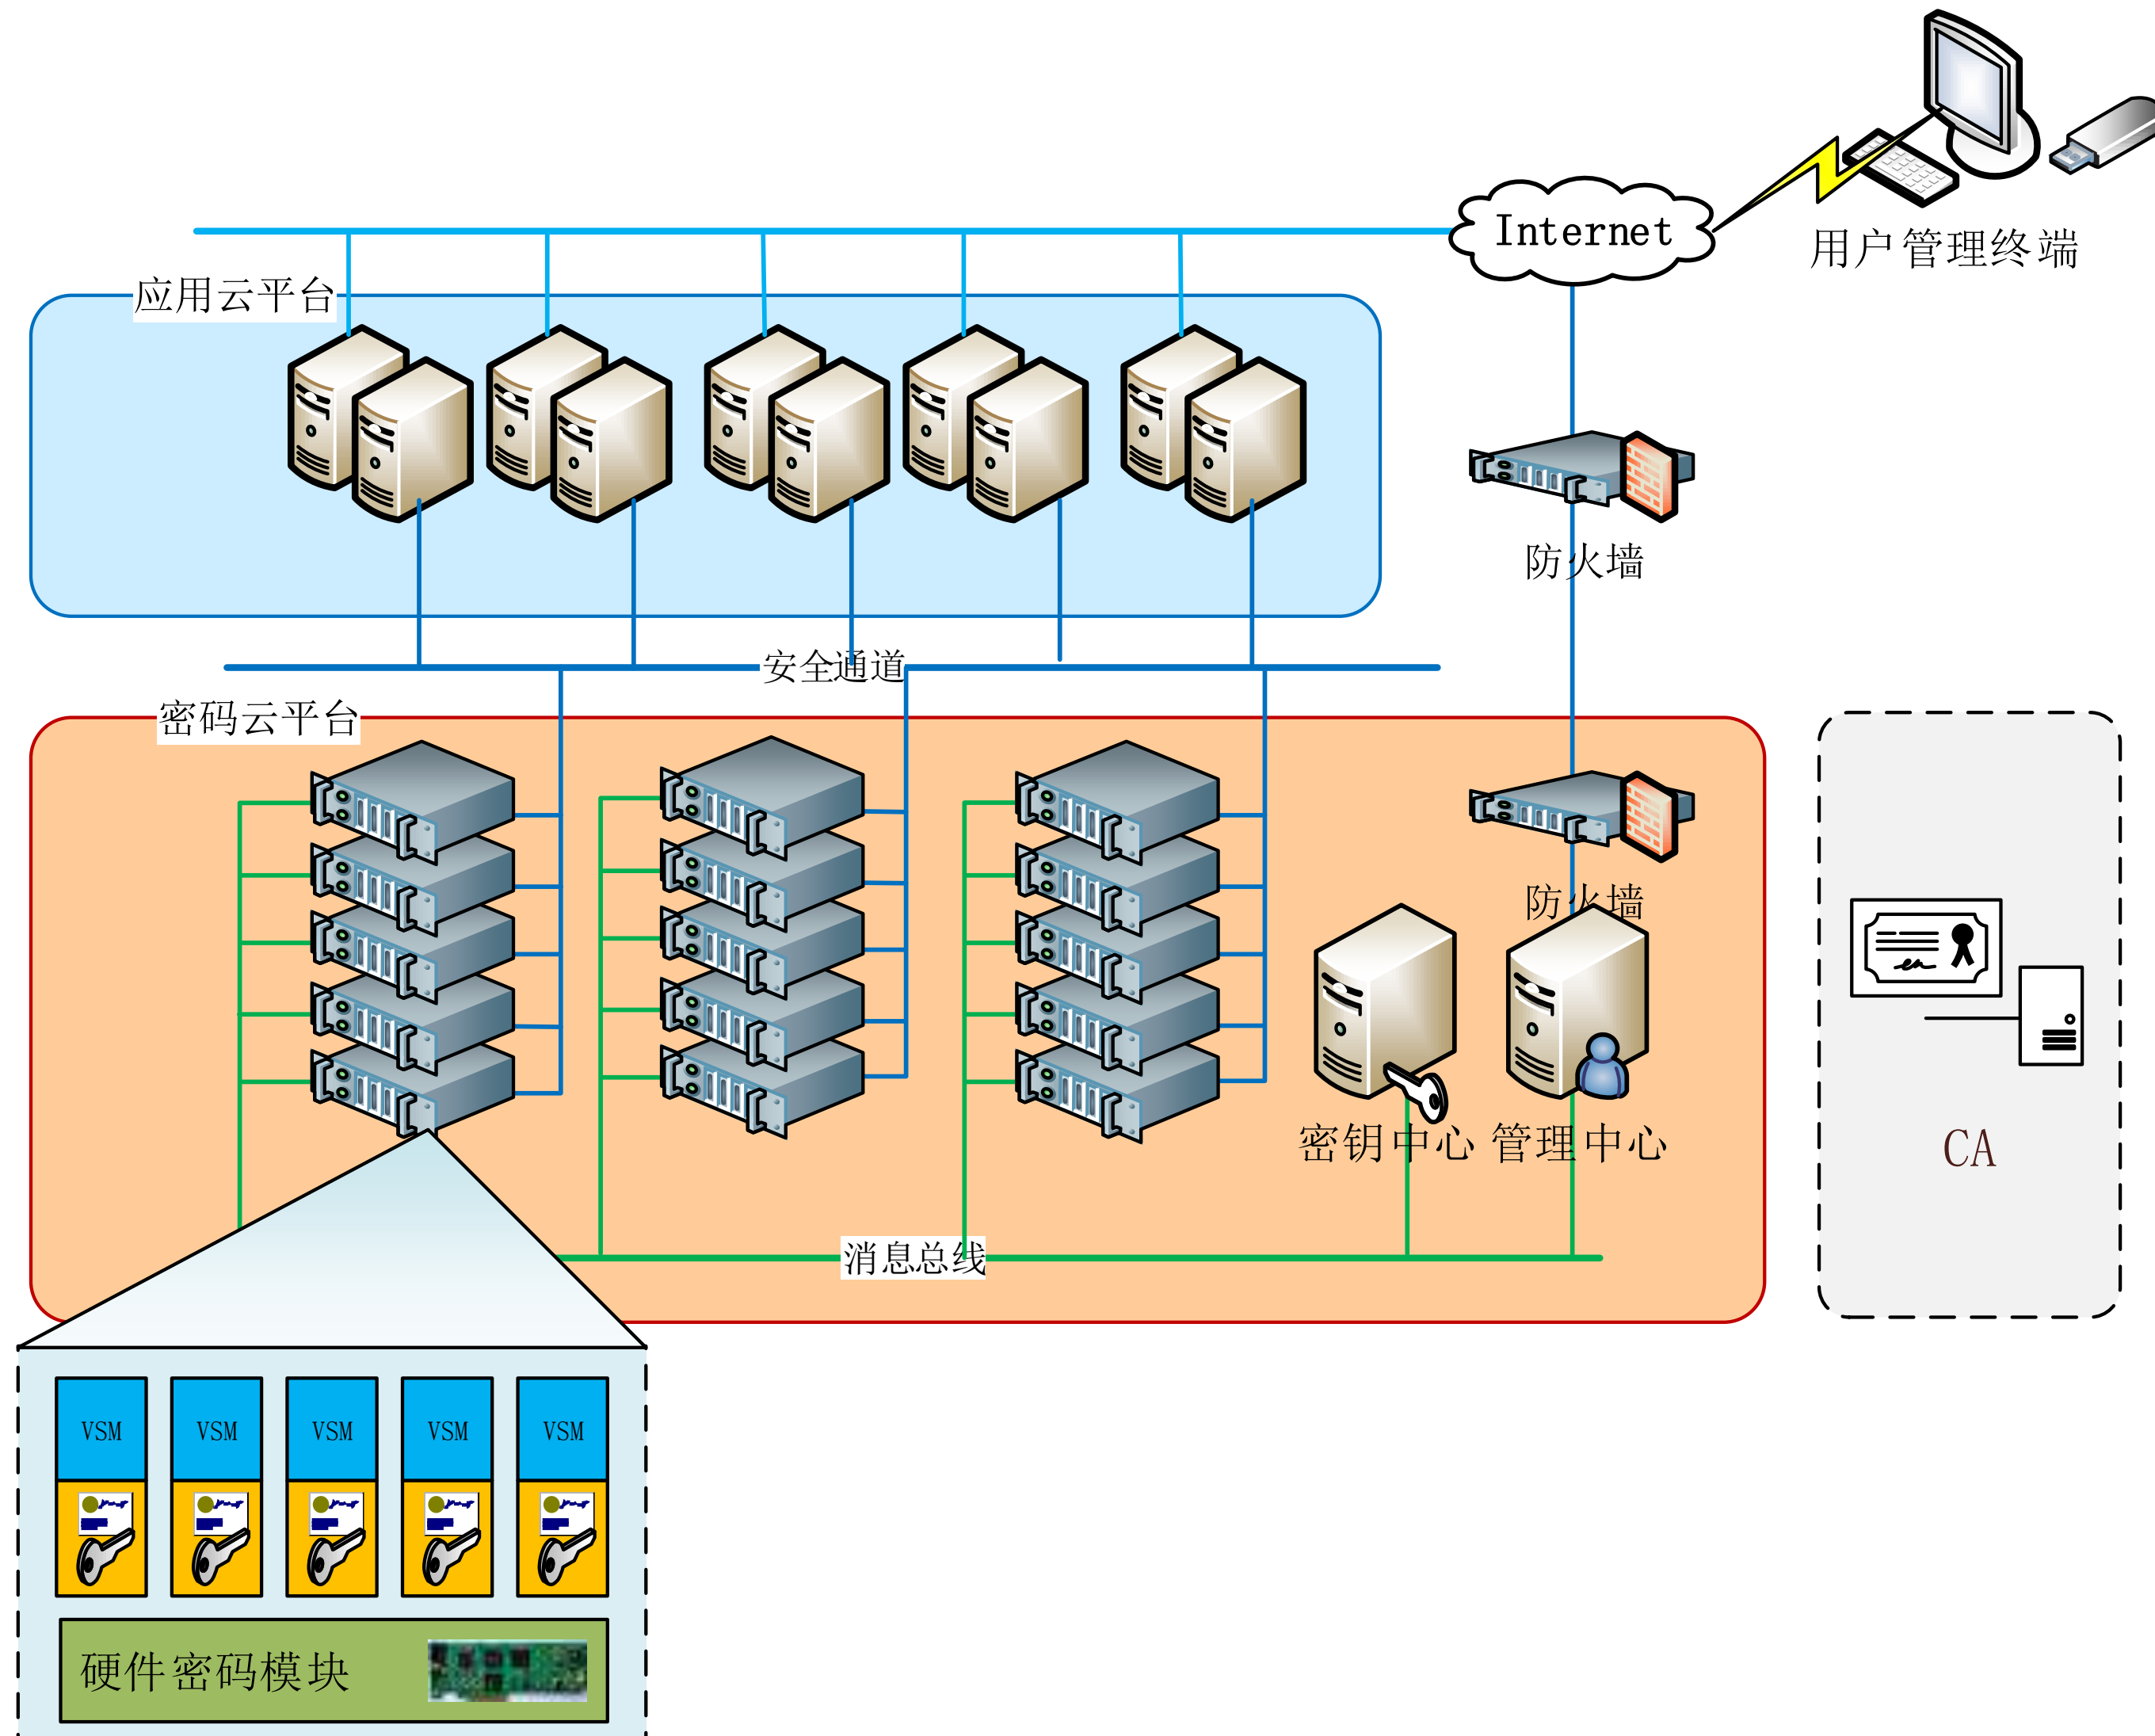 Internet
用户管理终端
应用云平台
防火墙
安全通道
密码云平台
防火墙
密钥中心
管理中心
CA
消息总线
VSM
VSM
VSM
VSM
VSM
硬件密码模块